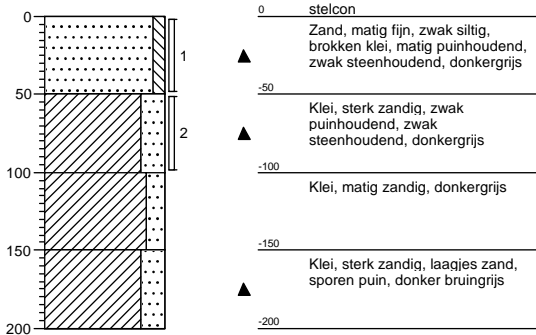 0
50
100
150
200
1
2
0 stelcon
Zand, matig fijn, zwak siltig,
brokken klei, matig puinhoudend,
zwak steenhoudend, donkergrijs
-50
Klei, sterk zandig, zwak
puinhoudend, zwak
steenhoudend, donkergrijs
-100
Klei, matig zandig, donkergrijs
-150
Klei, sterk zandig, laagjes zand,
sporen puin, donker bruingrijs
-200